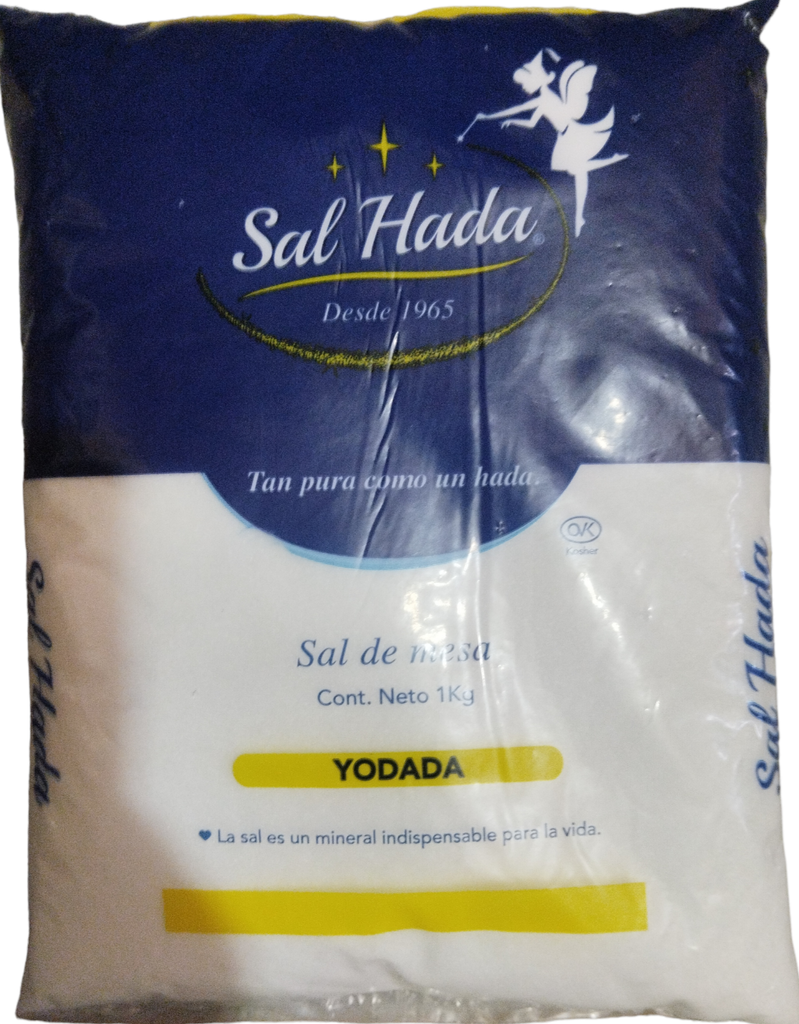 Sal Hada®
Desde 1965
Tan pura como un hada.
OK
Kosher
Sal de mesa
Cont. Neto 1Kg
YODADA
La sal es un mineral indispensable para la vida.
Sal Hada
Sal Hada